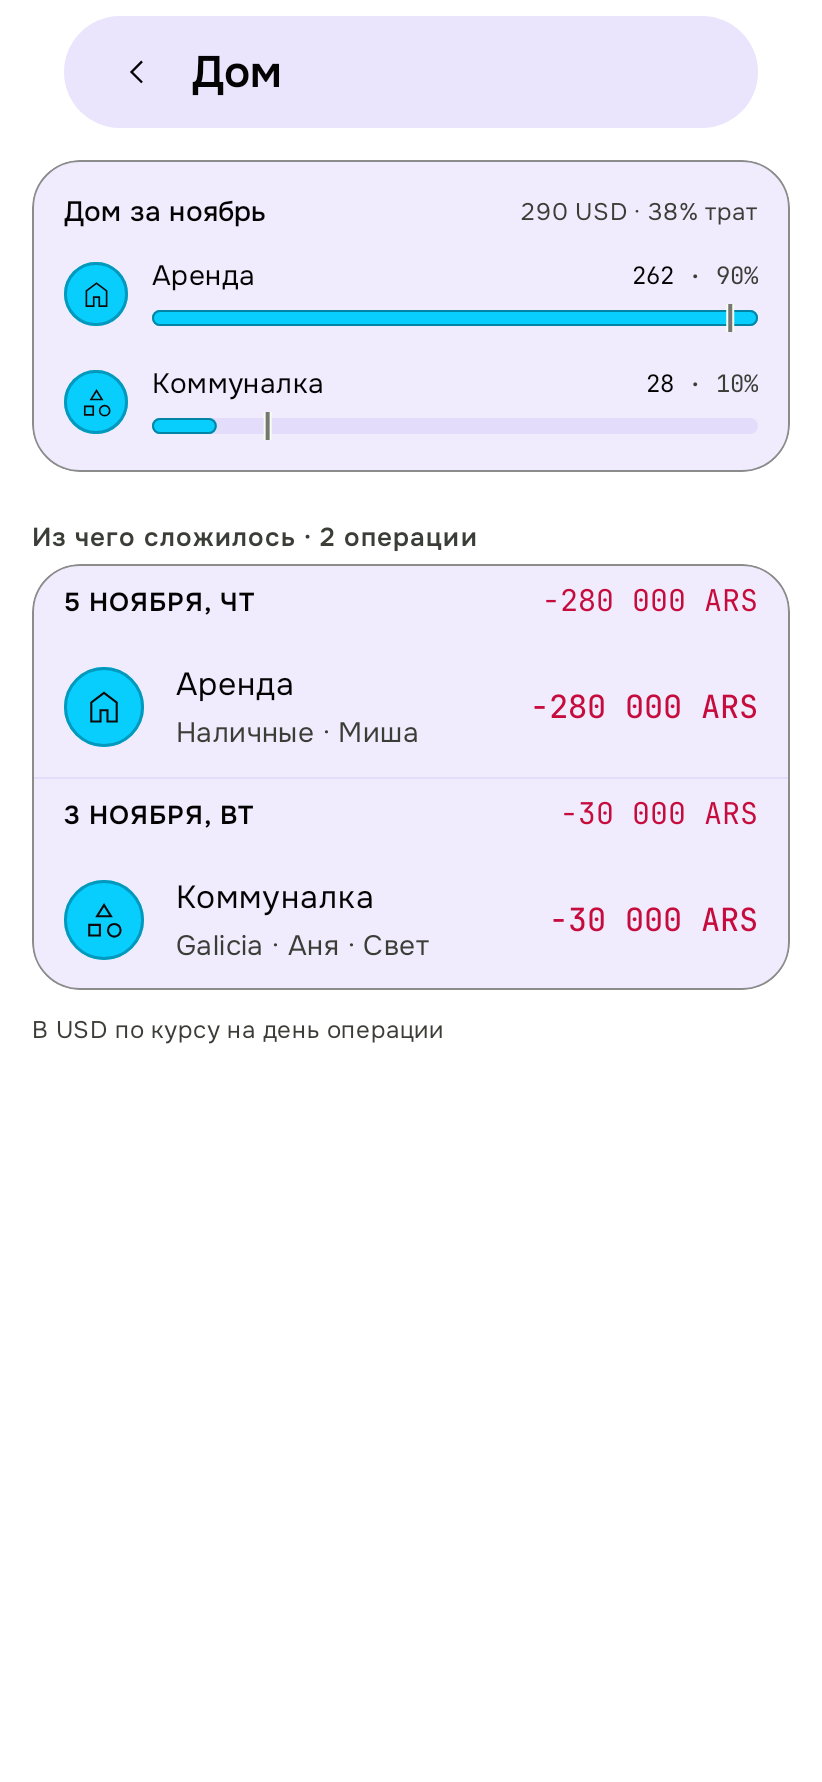 Дом
Дом за ноябрь 290 USD · 38% трат
Аренда 262 · 90%
Коммуналка 28 · 10%
Из чего сложилось · 2 операции
5 НОЯБРЯ, ЧТ -280 000 ARS
Аренда -280 000 ARS
Наличные · Миша
3 НОЯБРЯ, ВТ -30 000 ARS
Коммуналка -30 000 ARS
Galicia · Аня · Свет
В USD по курсу на день операции